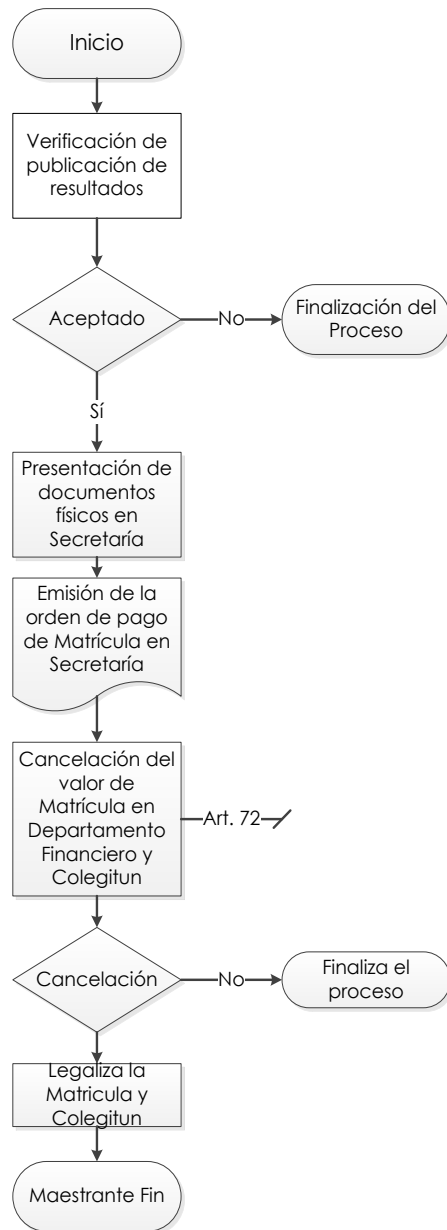 Inicio
Verificación de
publicación de
resultados
Aceptado
No
Finalización del
Proceso
Sí
Presentación de
documentos
físicos en
Secretaría
Emisión de la
orden de pago
de Matrícula en
Secretaría
Cancelación del
valor de
Matrícula en
Departamento
Financiero y
Colegitun
Art. 72
Cancelación
No
Finaliza el
proceso
Legaliza la
Matricula y
Colegitun
Maestrante Fin